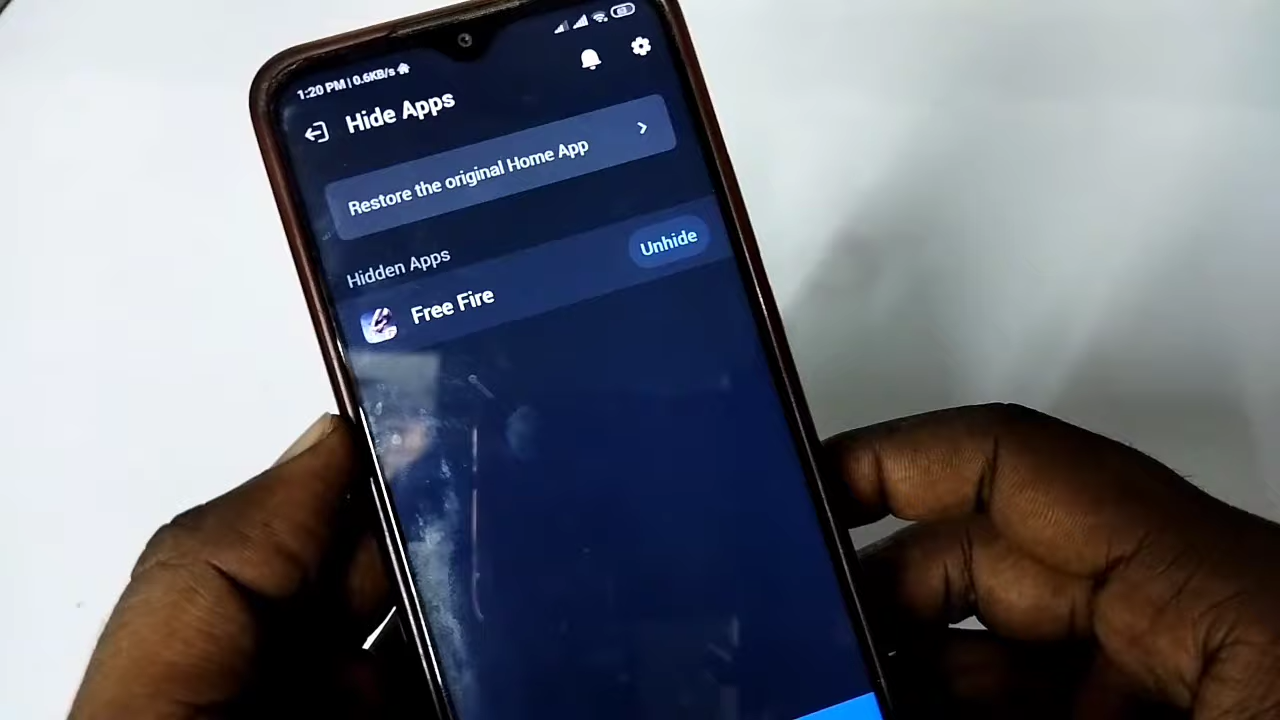 1:20 PM | 0.6KB/s
Hide Apps
Restore the original Home App
Hidden Apps
Unhide
Free Fire